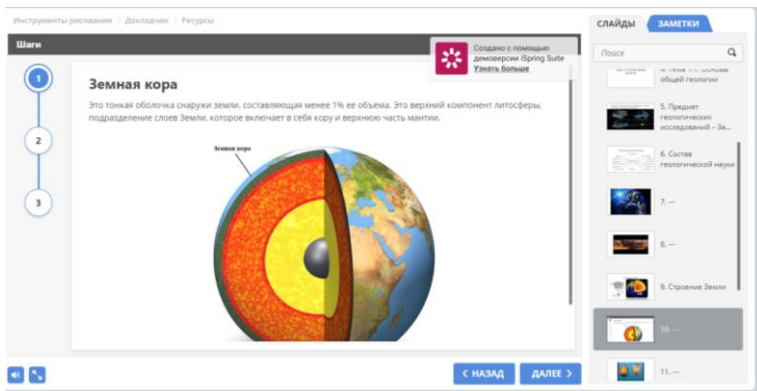 Инструменты рисования | Докладчик | Ресурсы
Шаги
Создано с помощью
демоверсии iSpring Suite
Узнать больше
1
2
3
Земная кора
Это тонкая оболочка снаружи земли, составляющая менее 1% ее объема. Это верхний компонент литосферы,
подразделение слоев Земли, которое включает в себя кору и верхнюю часть мантии.
Земная кора
< НАЗАД
ДАЛЕЕ >
СЛАЙДЫ
ЗАМЕТКИ
Поиск
общей геологии
5. Предмет
геологических
исследований – Зе...
6. Состав
геологической науки
7. —
8. —
9. Строение Земли
10. —
11. —